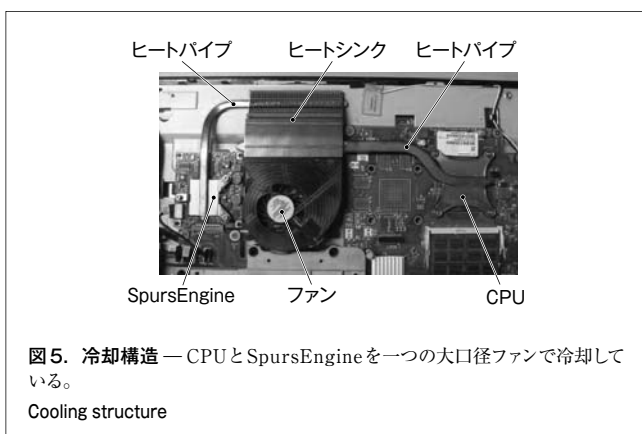 ヒートパイプ ヒートシンク ヒートパイプ
SpursEngine ファン CPU
図5. 冷却構造 — CPUとSpursEngineを一つの大口径ファンで冷却して
いる。
Cooling structure